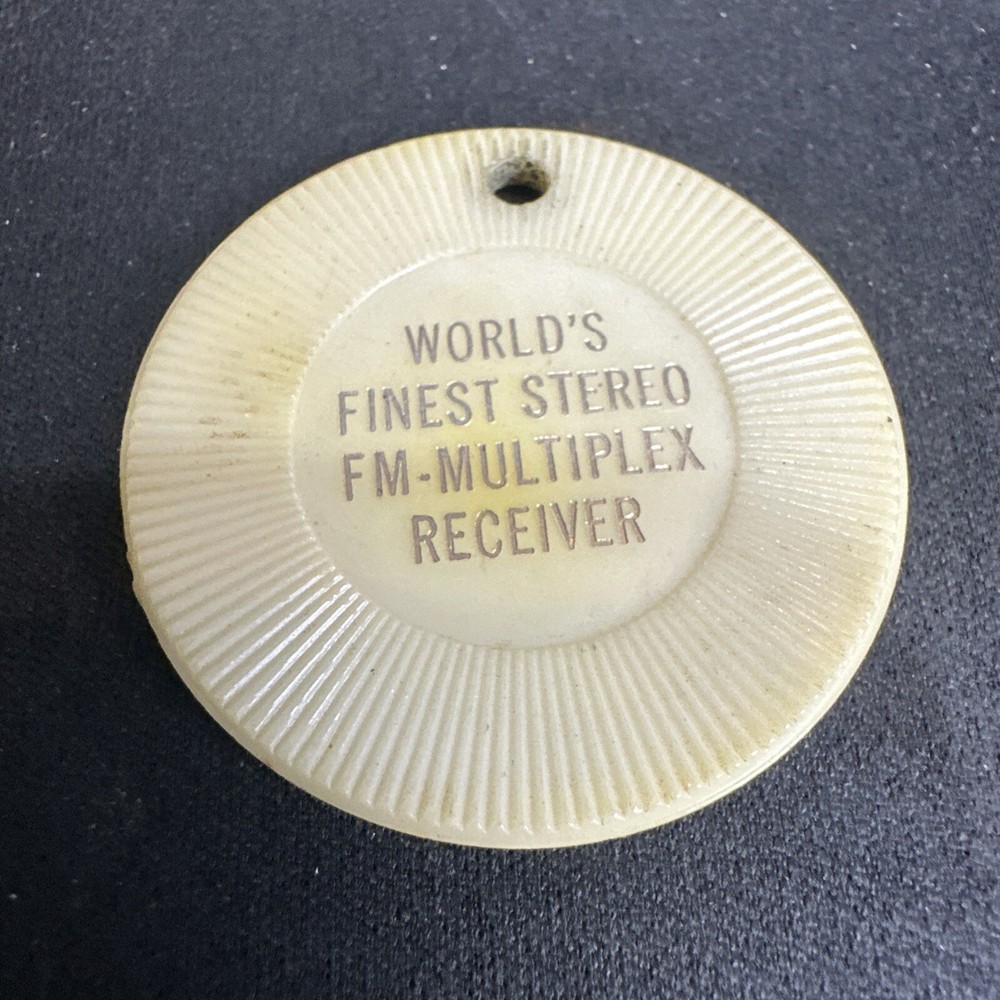 WORLD'S
FINEST STEREO
FM-MULTIPLEX
RECEIVER